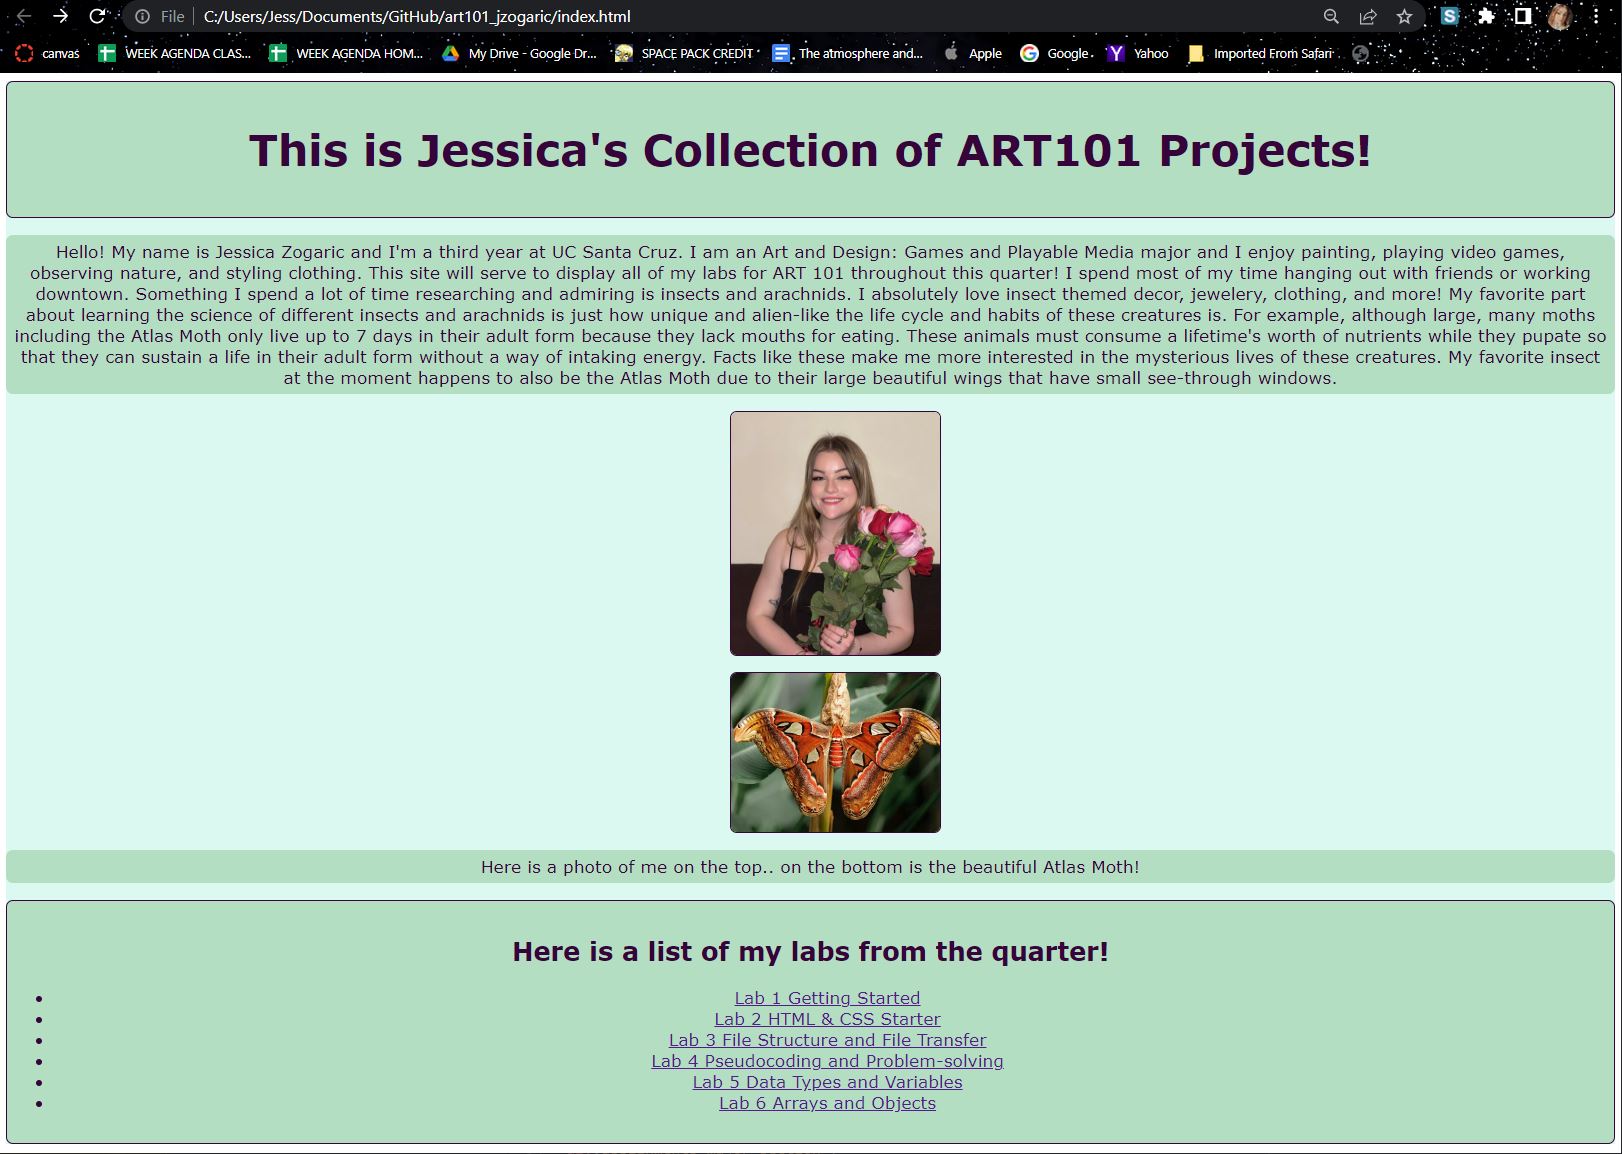 File C:/Users/Jess/Documents/GitHub/art101_jzogaric/index.html
canvas WEEK AGENDA CLAS... WEEK AGENDA HOM... My Drive - Google Dr... SPACE PACK CREDIT The atmosphere and... Apple Google Yahoo Imported From Safari
This is Jessica's Collection of ART101 Projects!
Hello! My name is Jessica Zogaric and I'm a third year at UC Santa Cruz. I am an Art and Design: Games and Playable Media major and I enjoy painting, playing video games,
observing nature, and styling clothing. This site will serve to display all of my labs for ART 101 throughout this quarter! I spend most of my time hanging out with friends or working
downtown. Something I spend a lot of time researching and admiring is insects and arachnids. I absolutely love insect themed decor, jewelery, clothing, and more! My favorite part
about learning the science of different insects and arachnids is just how unique and alien-like the life cycle and habits of these creatures is. For example, although large, many moths
including the Atlas Moth only live up to 7 days in their adult form because they lack mouths for eating. These animals must consume a lifetime's worth of nutrients while they pupate so
that they can sustain a life in their adult form without a way of intaking energy. Facts like these make me more interested in the mysterious lives of these creatures. My favorite insect
at the moment happens to also be the Atlas Moth due to their large beautiful wings that have small see-through windows.
Here is a photo of me on the top.. on the bottom is the beautiful Atlas Moth!
Here is a list of my labs from the quarter!
Lab 1 Getting Started
Lab 2 HTML & CSS Starter
Lab 3 File Structure and File Transfer
Lab 4 Pseudocoding and Problem-solving
Lab 5 Data Types and Variables
Lab 6 Arrays and Objects